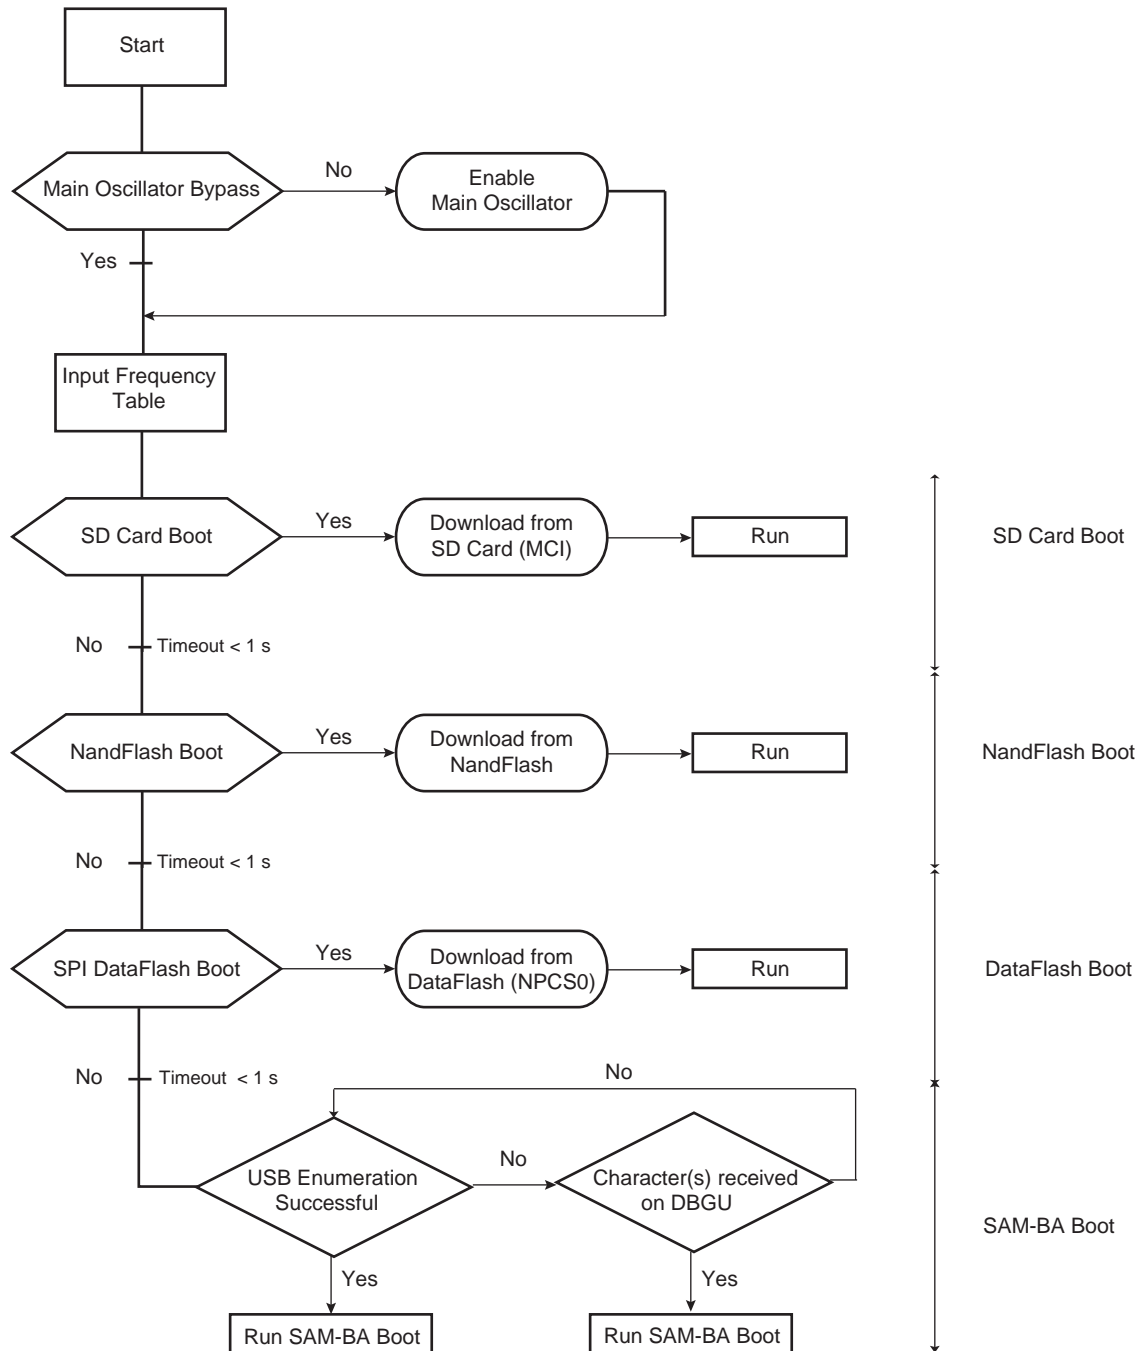 Start
Main Oscillator Bypass
No
Enable
Main Oscillator
Yes
Input Frequency
Table
SD Card Boot
Yes
Download from
SD Card (MCI)
Run
SD Card Boot
No
Timeout < 1 s
NandFlash Boot
Yes
Download from
NandFlash
Run
NandFlash Boot
No
Timeout < 1 s
SPI DataFlash Boot
Yes
Download from
DataFlash (NPCS0)
Run
DataFlash Boot
No
Timeout < 1 s
No
USB Enumeration
Successful
No
Character(s) received
on DBGU
SAM-BA Boot
Yes
Yes
Run SAM-BA Boot
Run SAM-BA Boot